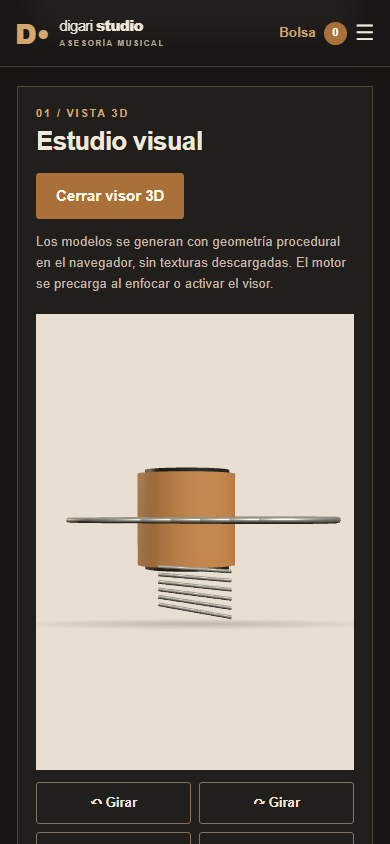 D•
digari studio
ASESORÍA MUSICAL
Bolsa 0
01 / VISTA 3D
Estudio visual
Cerrar visor 3D
Los modelos se generan con geometría procedural
en el navegador, sin texturas descargadas. El motor
se precarga al enfocar o activar el visor.
↶ Girar
↷ Girar